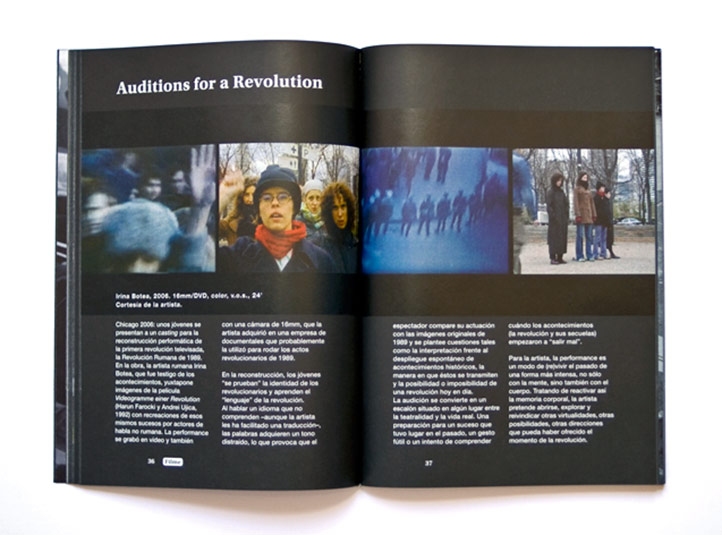 Auditions for a Revolution
Irina Botea, 2006. 16mm/DVD, color, v.o.s., 24'
Cortesía de la artista.
Chicago 2006: unos jóvenes se
presentan a un casting para la
reconstrucción performática de
la primera revolución televisada,
la Revolución Rumana de 1989.
En la obra, la artista rumana Irina
Botea, que fue testigo de los
acontecimientos, yuxtapone
imágenes de la película
Videogramme einer Revolution
(Harun Farocki y Andrei Ujica,
1992) con recreaciones de esos
mismos sucesos por actores de
habla no rumana. La performance
se grabó en vídeo y también
con una cámara de 16mm, que la
artista adquirió en una empresa de
documentales que probablemente
la utilizó para rodar los actos
revolucionarios de 1989.
En la reconstrucción, los jóvenes
"se prueban" la identidad de los
revolucionarios y aprenden el
"lenguaje" de la revolución.
Al hablar un idioma que no
comprenden –aunque la artista
les ha facilitado una traducción–,
las palabras adquieren un tono
distraído, lo que provoca que el
36
espectador compare su actuación
con las imágenes originales de
1989 y se plantee cuestiones tales
como la interpretación frente al
despliegue espontáneo de
acontecimientos históricos, la
manera en que éstos se transmiten
y la posibilidad o imposibilidad de
una revolución hoy en día.
La audición se convierte en un
escalón situado en algún lugar entre
la teatralidad y la vida real. Una
preparación para un suceso que
tuvo lugar en el pasado, un gesto
fútil o un intento de comprender
cuándo los acontecimientos
(la revolución y sus secuelas)
empezaron a "salir mal".
Para la artista, la performance es
un modo de (re)vivir el pasado de
una forma más intensa, no sólo
con la mente, sino también con el
cuerpo. Tratando de reactivar así
la memoria corporal, la artista
pretende abrirse, explorar y
reivindicar otras virtualidades, otras
posibilidades, otras direcciones
que pueda haber ofrecido el
momento de la revolución.
37